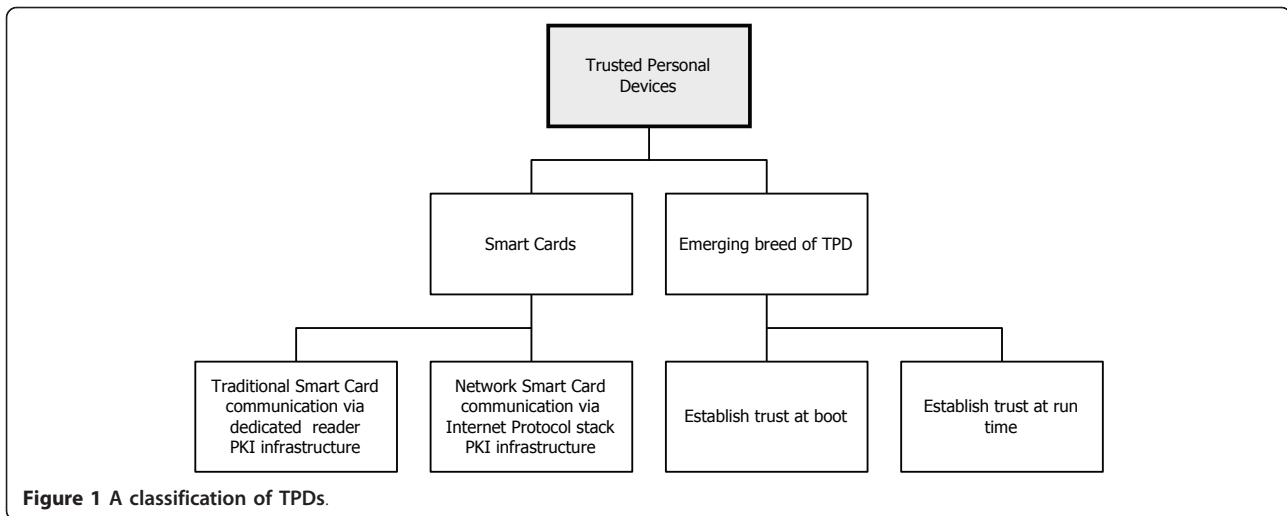 Trusted Personal
Devices
Smart Cards
Emerging breed of TPD
Traditional Smart Card
communication via
dedicated reader
PKI infrastructure
Network Smart Card
communication via
Internet Protocol stack
PKI infrastructure
Establish trust at boot
Establish trust at run
time
Figure 1 A classification of TPDs.